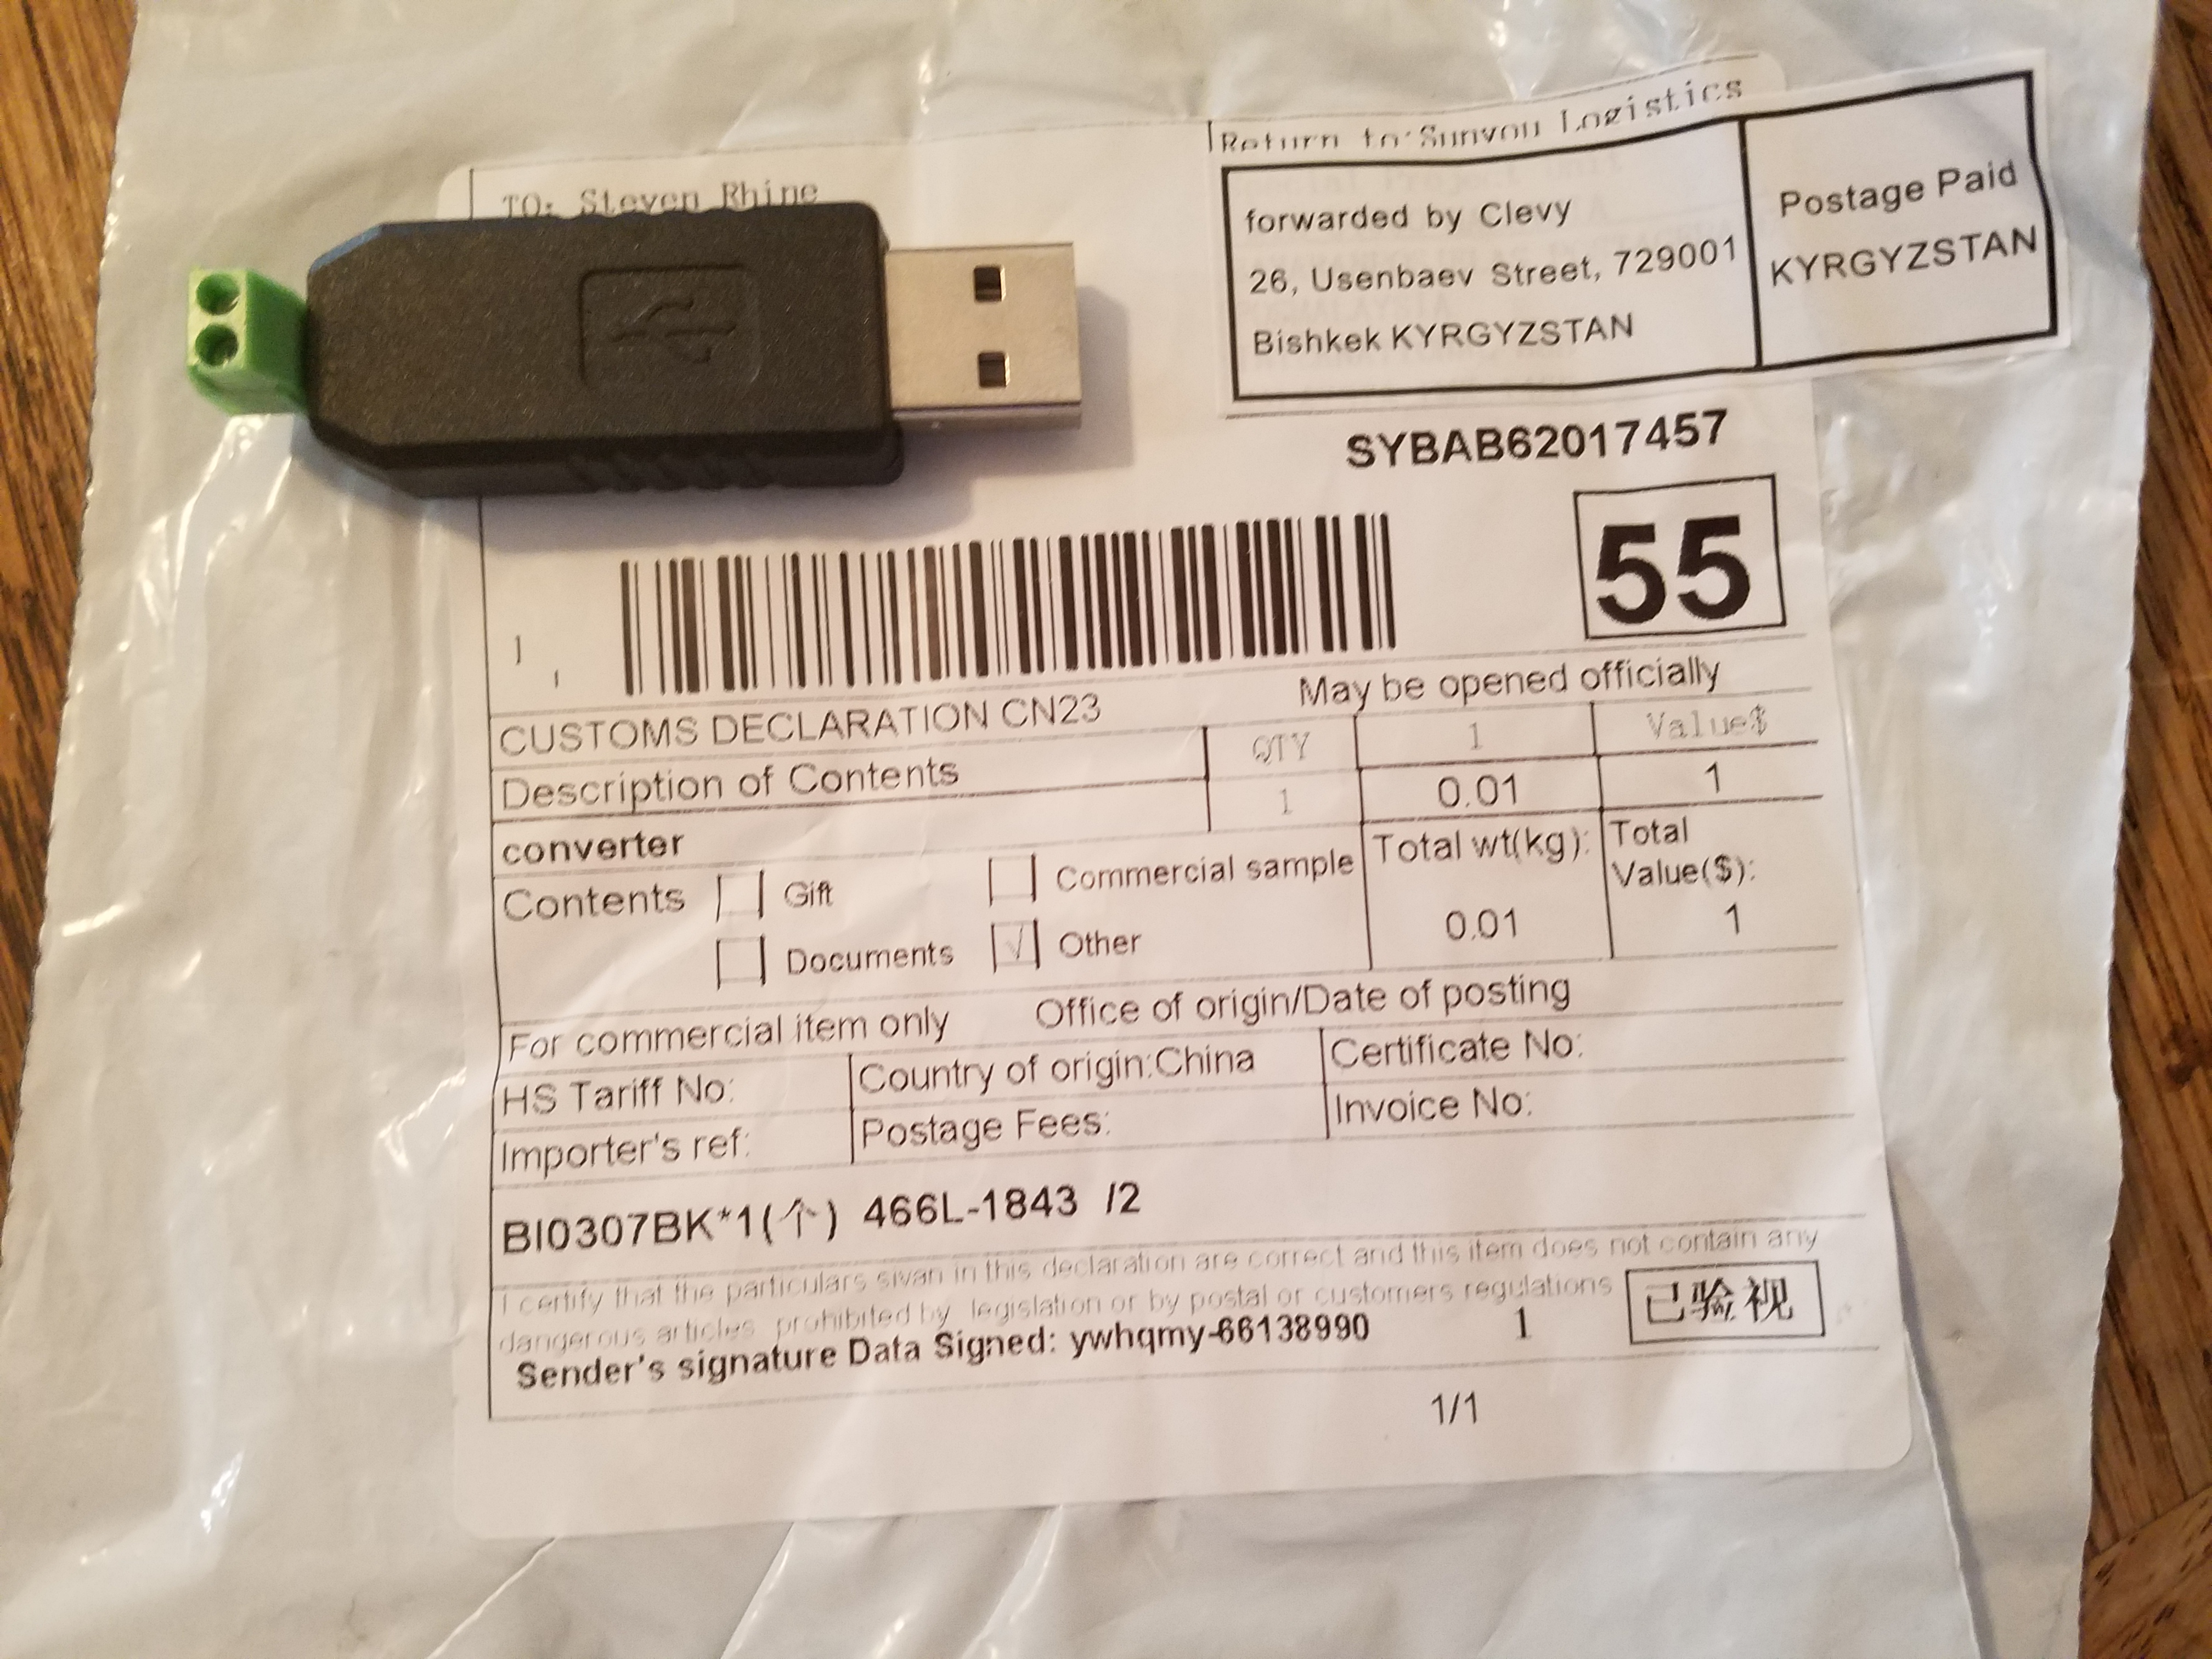 Return to:Sunyou Logistics
TO: Steven Rhine
forwarded by Clevy
26, Usenbaev Street, 729001
Bishkek KYRGYZSTAN
Postage Paid
KYRGYZSTAN
SYBAB62017457
55
CUSTOMS DECLARATION CN23
May be opened officially
Description of Contents
QTY
1
Value$
1
0.01
1
converter
Contents
Gift
Commercial sample
Documents
√ Other
Total wt(kg):
0.01
Total
Value($):
1
For commercial item only
Office of origin/Date of posting
HS Tariff No:
Country of origin:China
Certificate No:
Importer's ref:
Postage Fees:
Invoice No:
BI0307BK*1(个) 466L-1843 /2
I certify that the particulars sivan in this declaration are correct and this item does not contain any
dangerous articles prohibited by legislation or by postal or customers regulations
Sender's signature Data Signed: ywhqmy-66138990
1
已验视
1/1